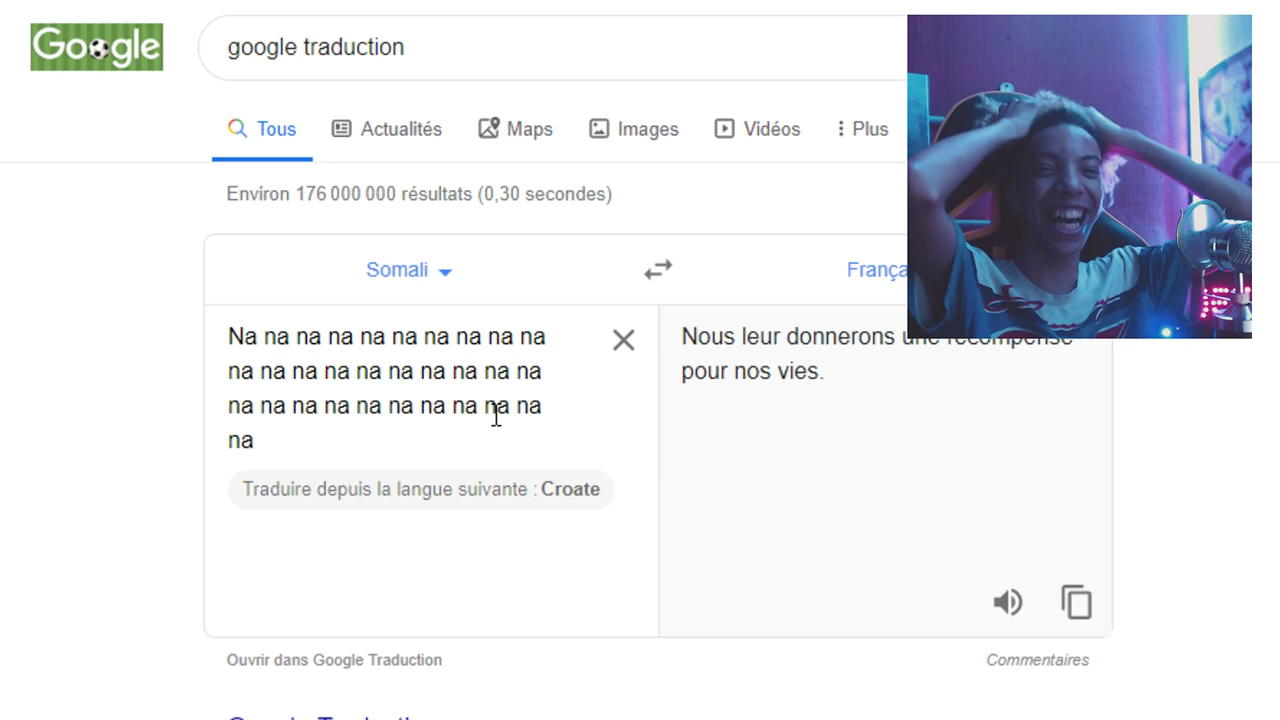 Google
google traduction
Tous Actualités Maps Images Vidéos Plus
Environ 176 000 000 résultats (0,30 secondes)
Somali
França
Na na na na na na na na na na
na na na na na na na na na na
na na na na na na na na na na
na
Traduire depuis la langue suivante : Croate
Nous leur donnerons une récompense
pour nos vies.
Ouvrir dans Google Traduction
Commentaires